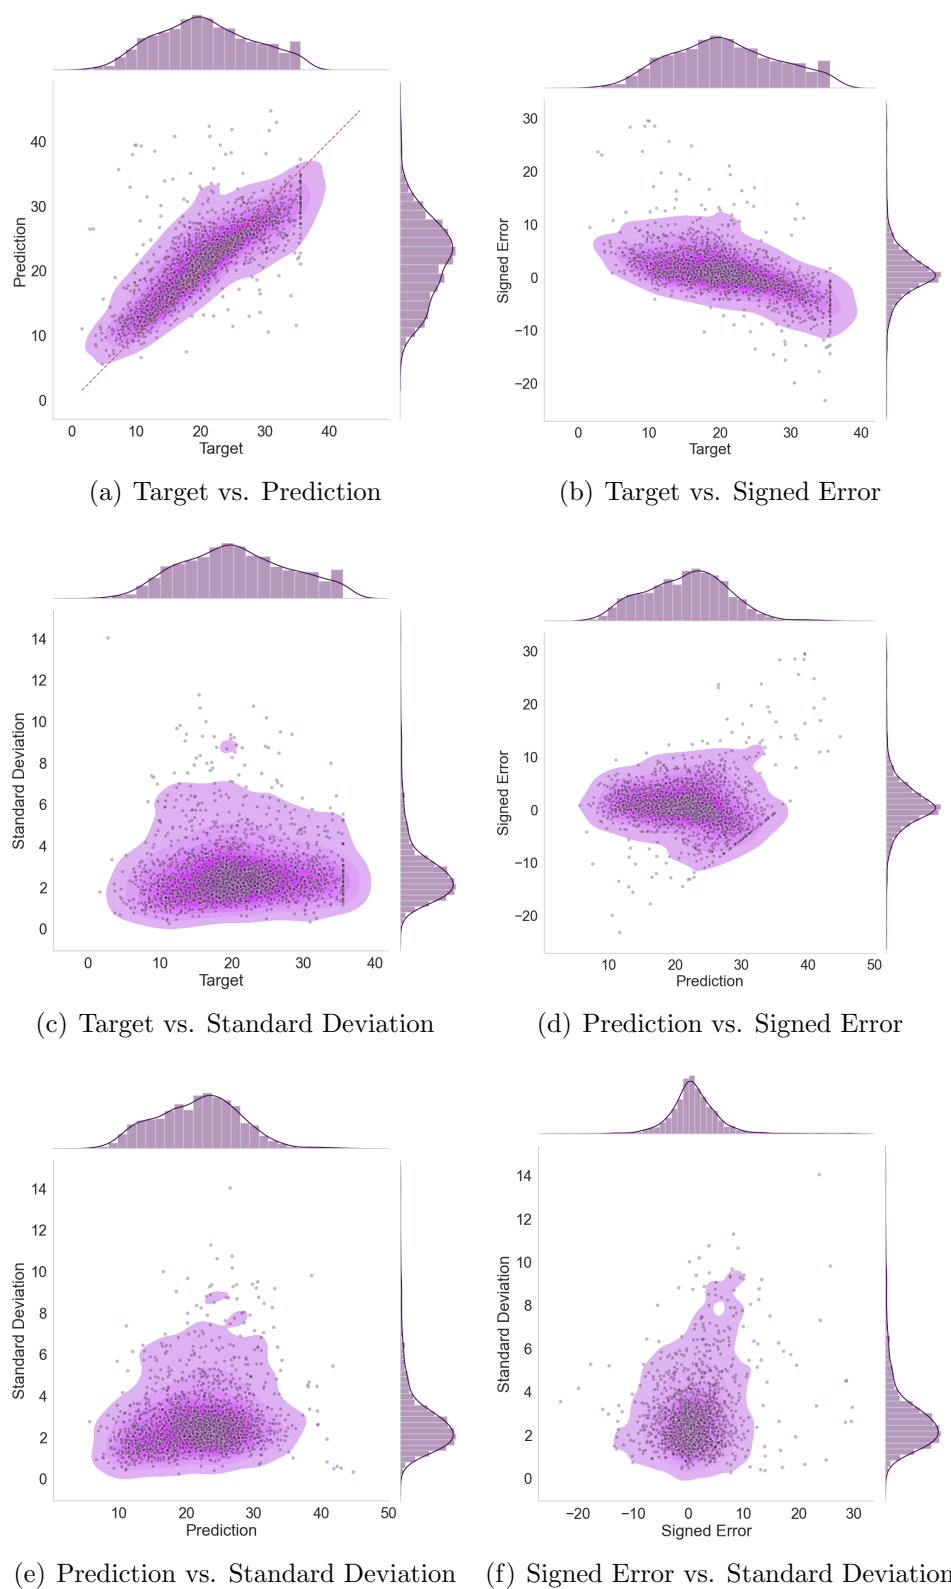 40
30
20
10
0
Prediction
0 10 20 30 40
Target
(a) Target vs. Prediction
30
20
10
0
−10
−20
Signed Error
0 10 20 30 40
Target
(b) Target vs. Signed Error
14
12
10
8
6
4
2
0
Standard Deviation
0 10 20 30 40
Target
(c) Target vs. Standard Deviation
30
20
10
0
−10
−20
Signed Error
10 20 30 40 50
Prediction
(d) Prediction vs. Signed Error
14
12
10
8
6
4
2
0
Standard Deviation
10 20 30 40 50
Prediction
(e) Prediction vs. Standard Deviation
14
12
10
8
6
4
2
0
Standard Deviation
−20 −10 0 10 20 30
Signed Error
(f) Signed Error vs. Standard Deviation